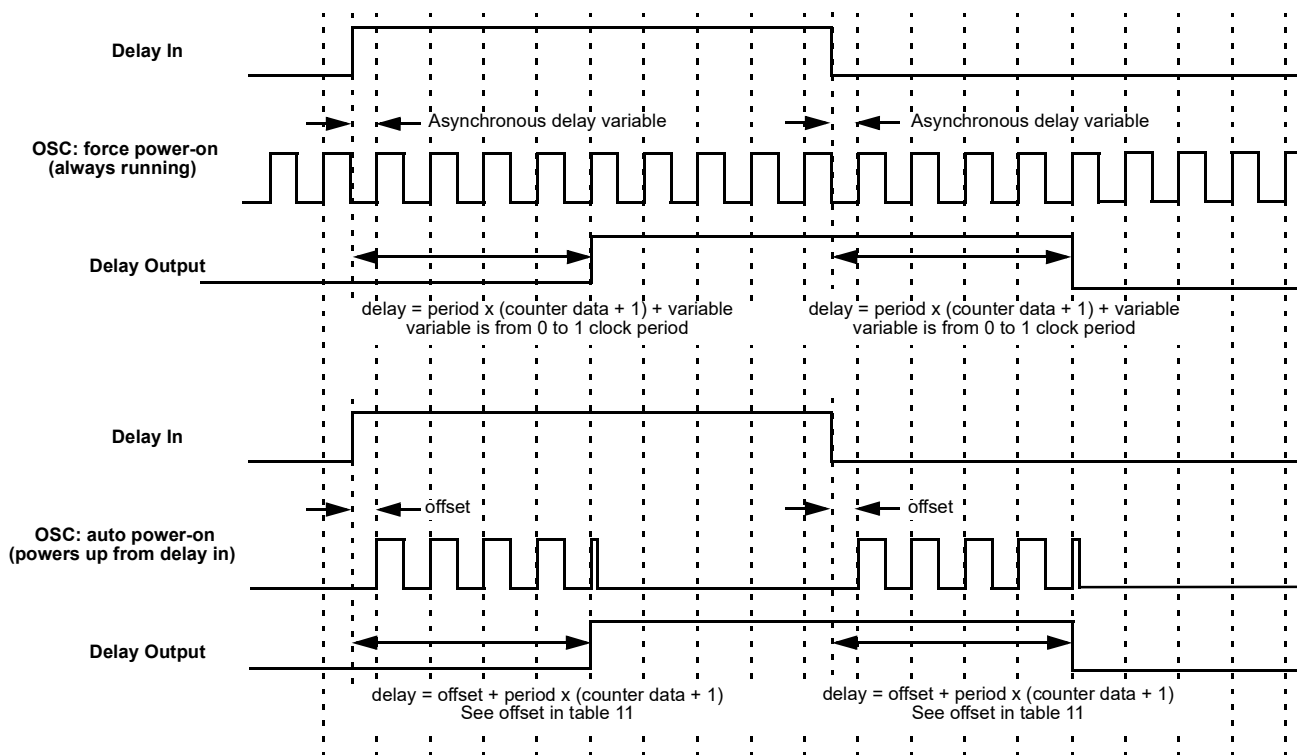 Delay In
Asynchronous delay variable
Asynchronous delay variable
OSC: force power-on
(always running)
Delay Output
delay = period x (counter data + 1) + variable
variable is from 0 to 1 clock period
delay = period x (counter data + 1) + variable
variable is from 0 to 1 clock period
Delay In
offset
offset
OSC: auto power-on
(powers up from delay in)
Delay Output
delay = offset + period x (counter data + 1)
See offset in table 11
delay = offset + period x (counter data + 1)
See offset in table 11